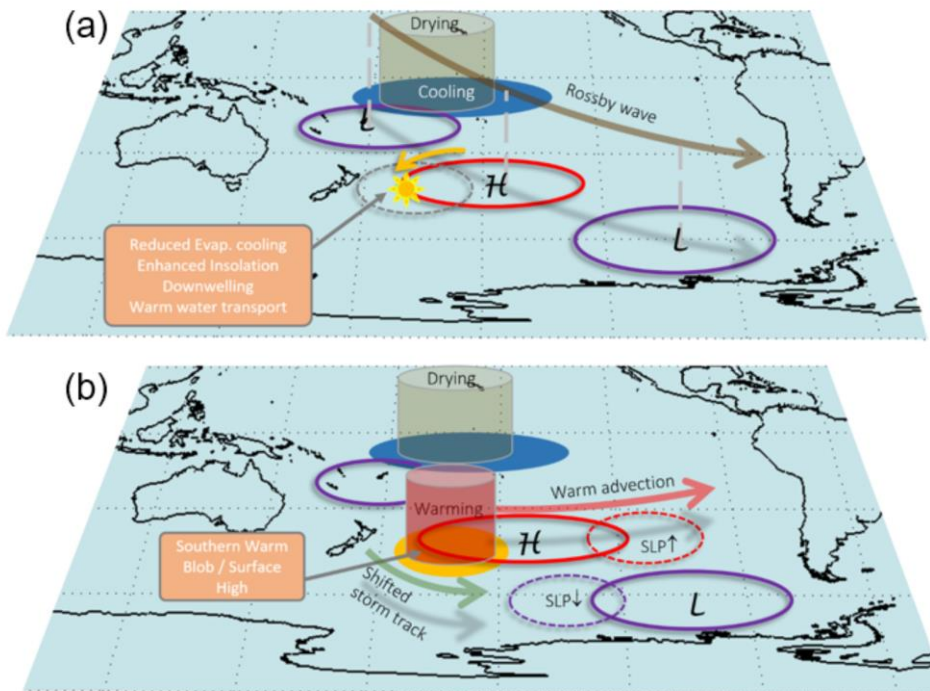 (a)
Drying
Cooling
Rossby wave
L
H
L
Reduced Evap. cooling
Enhanced Insolation
Downwelling
Warm water transport
(b)
Drying
Warming
Warm advection
H
SLP↑
Southern Warm
Blob / Surface
High
Shifted
storm track
SLP↓
L